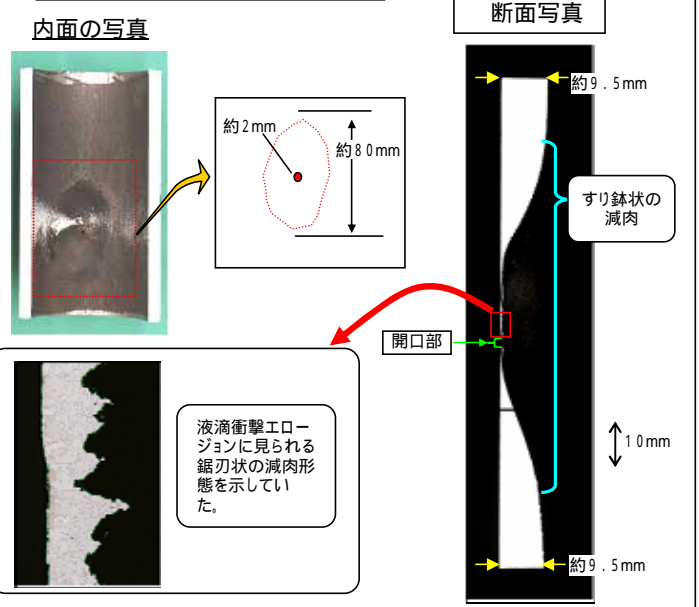 内面の写真
断面写真
約2mm
約80mm
約9.5mm
すり鉢状の
減肉
開口部
10mm
液滴衝撃エロー
ジョンに見られる
鋸刃状の減肉形
態を示してい
た。
約9.5mm